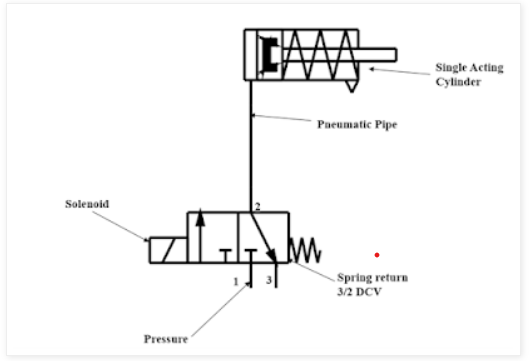 Single Acting
Cylinder
Pneumatic Pipe
Solenoid
2
1
3
Spring return
3/2 DCV
Pressure